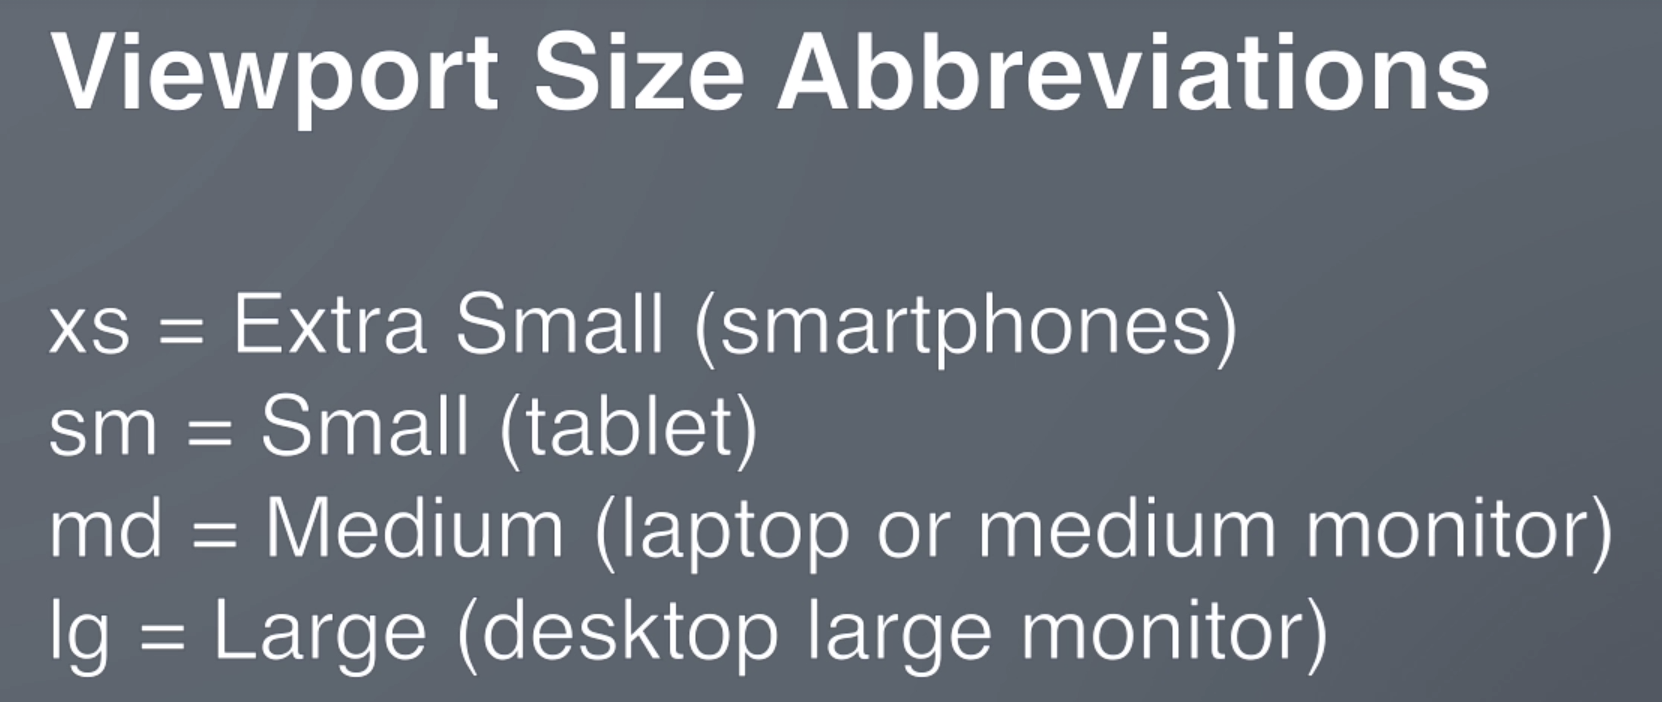 Viewport Size Abbreviations
xs = Extra Small (smartphones)
sm = Small (tablet)
md = Medium (laptop or medium monitor)
lg = Large (desktop large monitor)